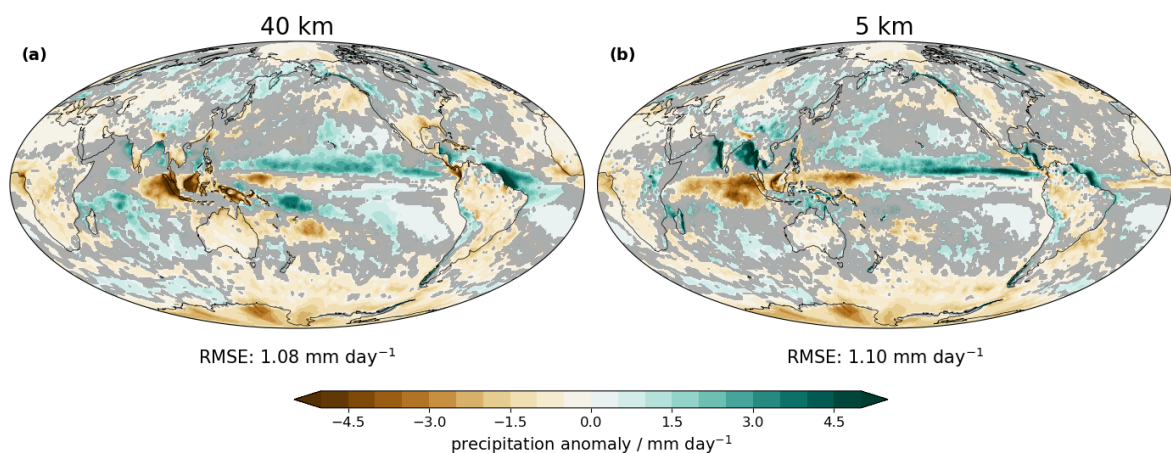 40 km
5 km
(a)
(b)
RMSE: 1.08 mm day⁻¹
RMSE: 1.10 mm day⁻¹
−4.5 −3.0 −1.5 0.0 1.5 3.0 4.5
precipitation anomaly / mm day⁻¹